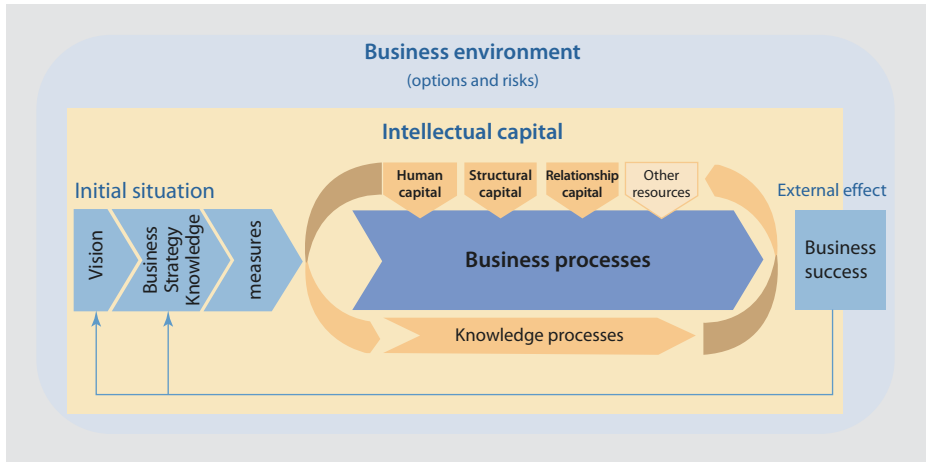 Business environment
(options and risks)
Intellectual capital
Initial situation
Vision
Business
Strategy
Knowledge
measures
Human
capital
Structural
capital
Relationship
capital
Other
resources
Business processes
Knowledge processes
External effect
Business
success